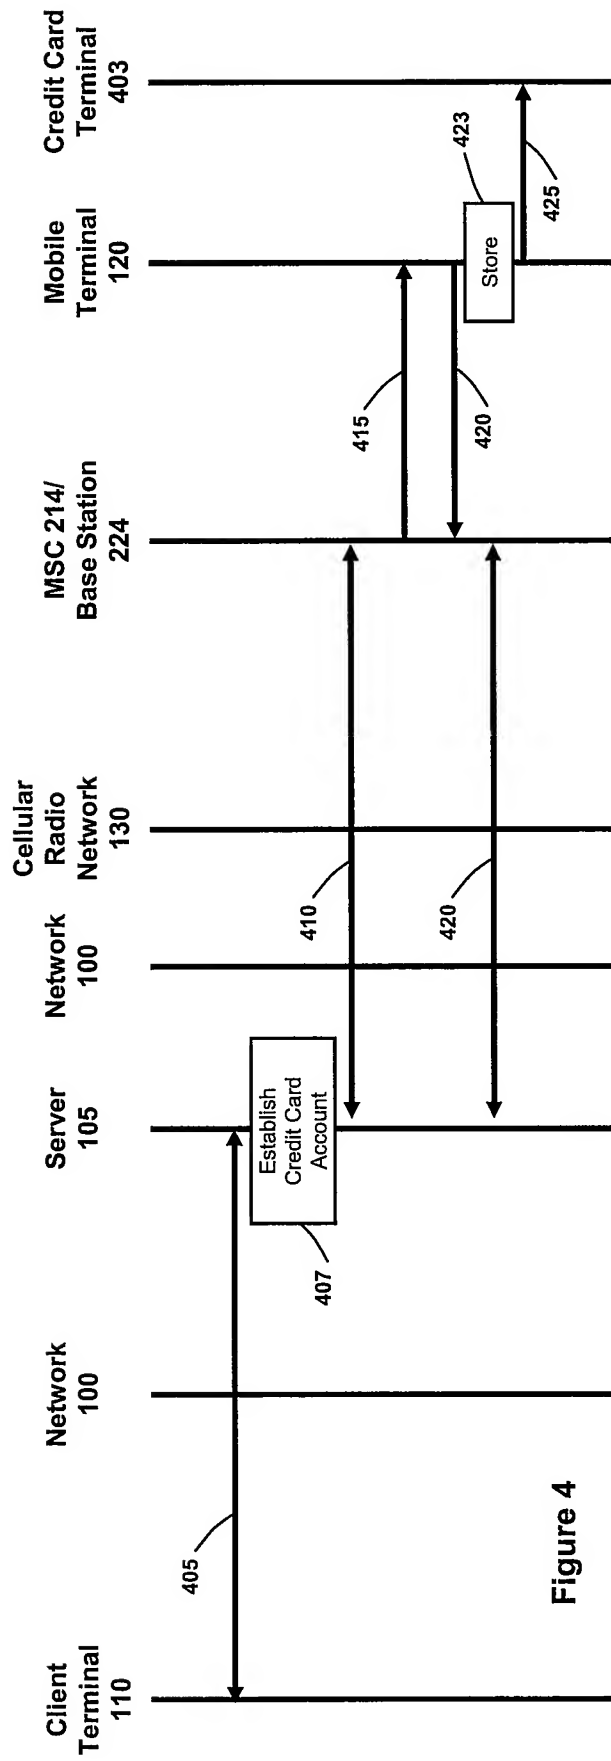 Client
Terminal
110
Network
100
Server
105
Network
100
Cellular
Radio
Network
130
MSC 214/
Base Station
224
Mobile
Terminal
120
Credit Card
Terminal
403
405
Establish
Credit Card
Account
407
410
415
420
420
Store
423
425
Figure 4